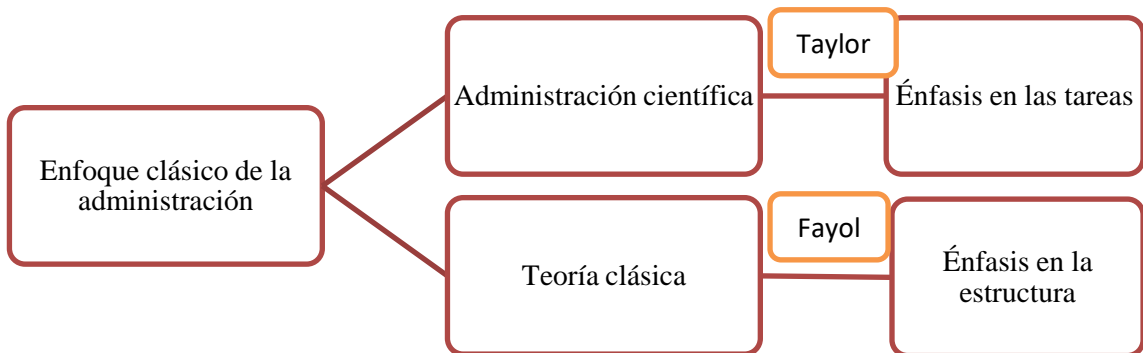 Enfoque clásico de la
administración
Administración científica
Taylor
Énfasis en las tareas
Teoría clásica
Fayol
Énfasis en la
estructura